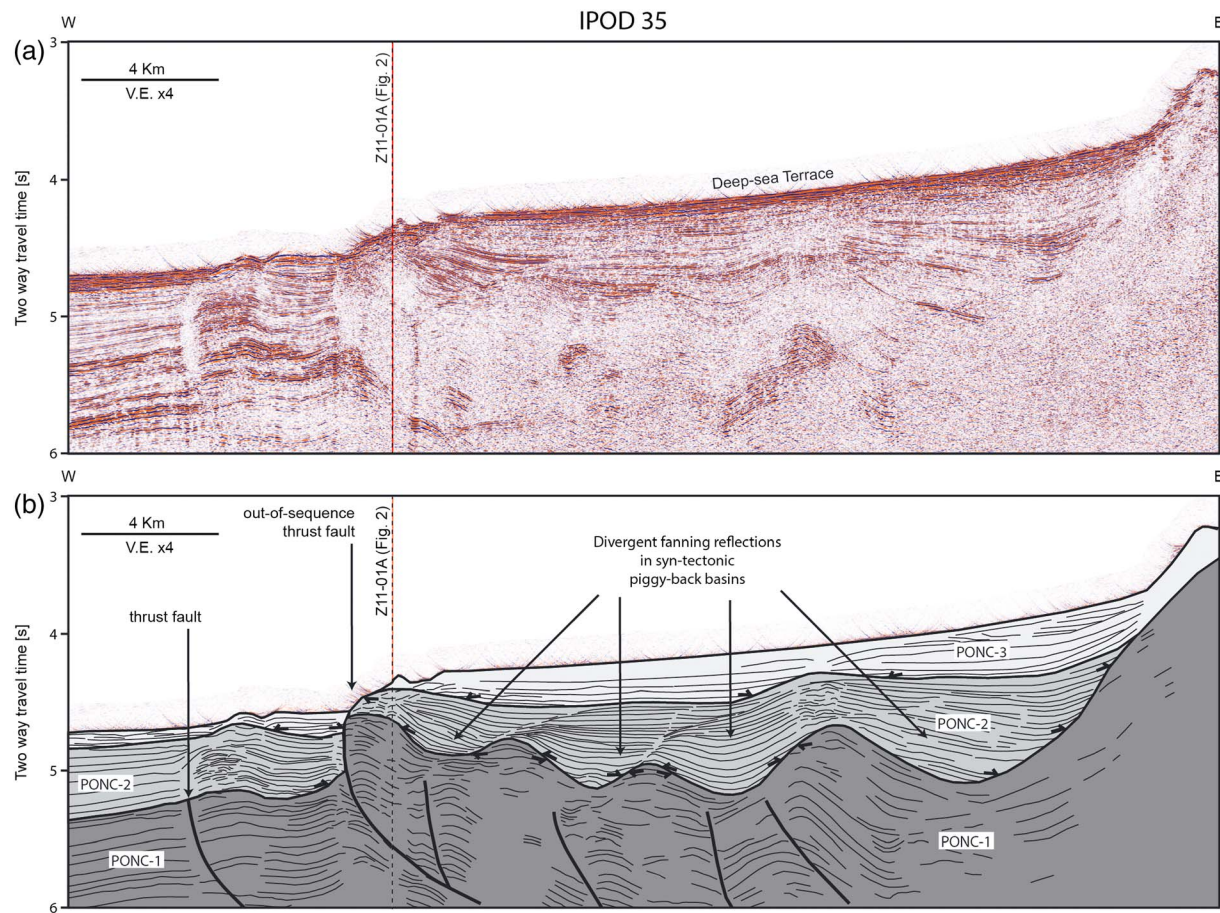 IPOD 35
W
E
(a)
3
4
5
6
Two way travel time [s]
4 Km
V.E. x4
Z11-01A (Fig. 2)
Deep-sea Terrace
W
E
(b)
3
4
5
6
Two way travel time [s]
4 Km
V.E. x4
out-of-sequence
thrust fault
Z11-01A (Fig. 2)
Divergent fanning reflections
in syn-tectonic
piggy-back basins
thrust fault
PONC-3
PONC-2
PONC-2
PONC-1
PONC-1